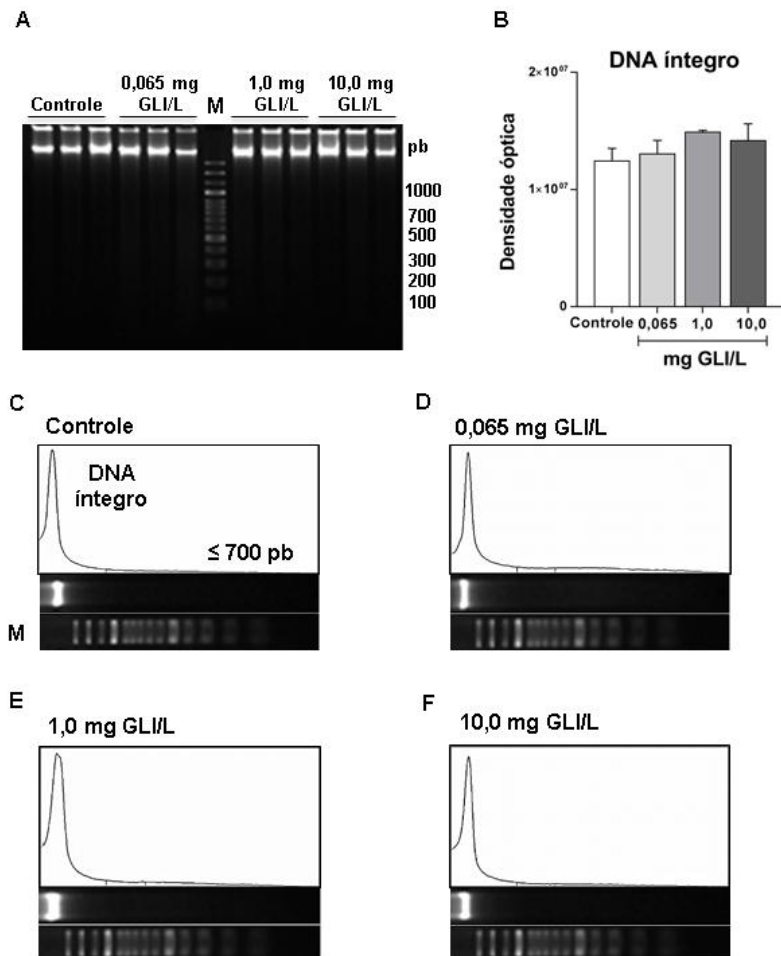 A
Controle
0,065 mg
GLI/L
M
1,0 mg
GLI/L
10,0 mg
GLI/L
pb
1000
700
500
300
200
100
B
DNA íntegro
Densidade óptica
2×10⁰⁷
1×10⁰⁷
0
Controle 0,065 1,0 10,0
mg GLI/L
C
Controle
DNA
íntegro
≤ 700 pb
M
D
0,065 mg GLI/L
E
1,0 mg GLI/L
F
10,0 mg GLI/L